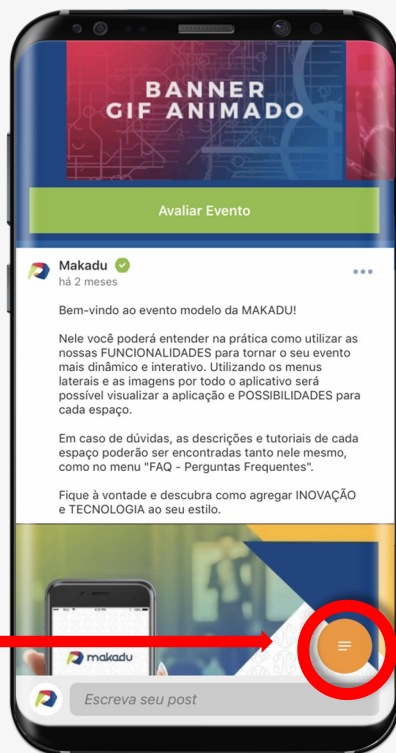 BANNER
GIF ANIMADO
Avaliar Evento
Makadu
há 2 meses
Bem-vindo ao evento modelo da MAKADU!
Nele você poderá entender na prática como utilizar as
nossas FUNCIONALIDADES para tornar o seu evento
mais dinâmico e interativo. Utilizando os menus
laterais e as imagens por todo o aplicativo será
possível visualizar a aplicação e POSSIBILIDADES para
cada espaço.
Em caso de dúvidas, as descrições e tutoriais de cada
espaço poderão ser encontradas tanto nele mesmo,
como no menu "FAQ - Perguntas Frequentes".
Fique à vontade e descubra como agregar INOVAÇÃO
e TECNOLOGIA ao seu estilo.
makadu
Escreva seu post